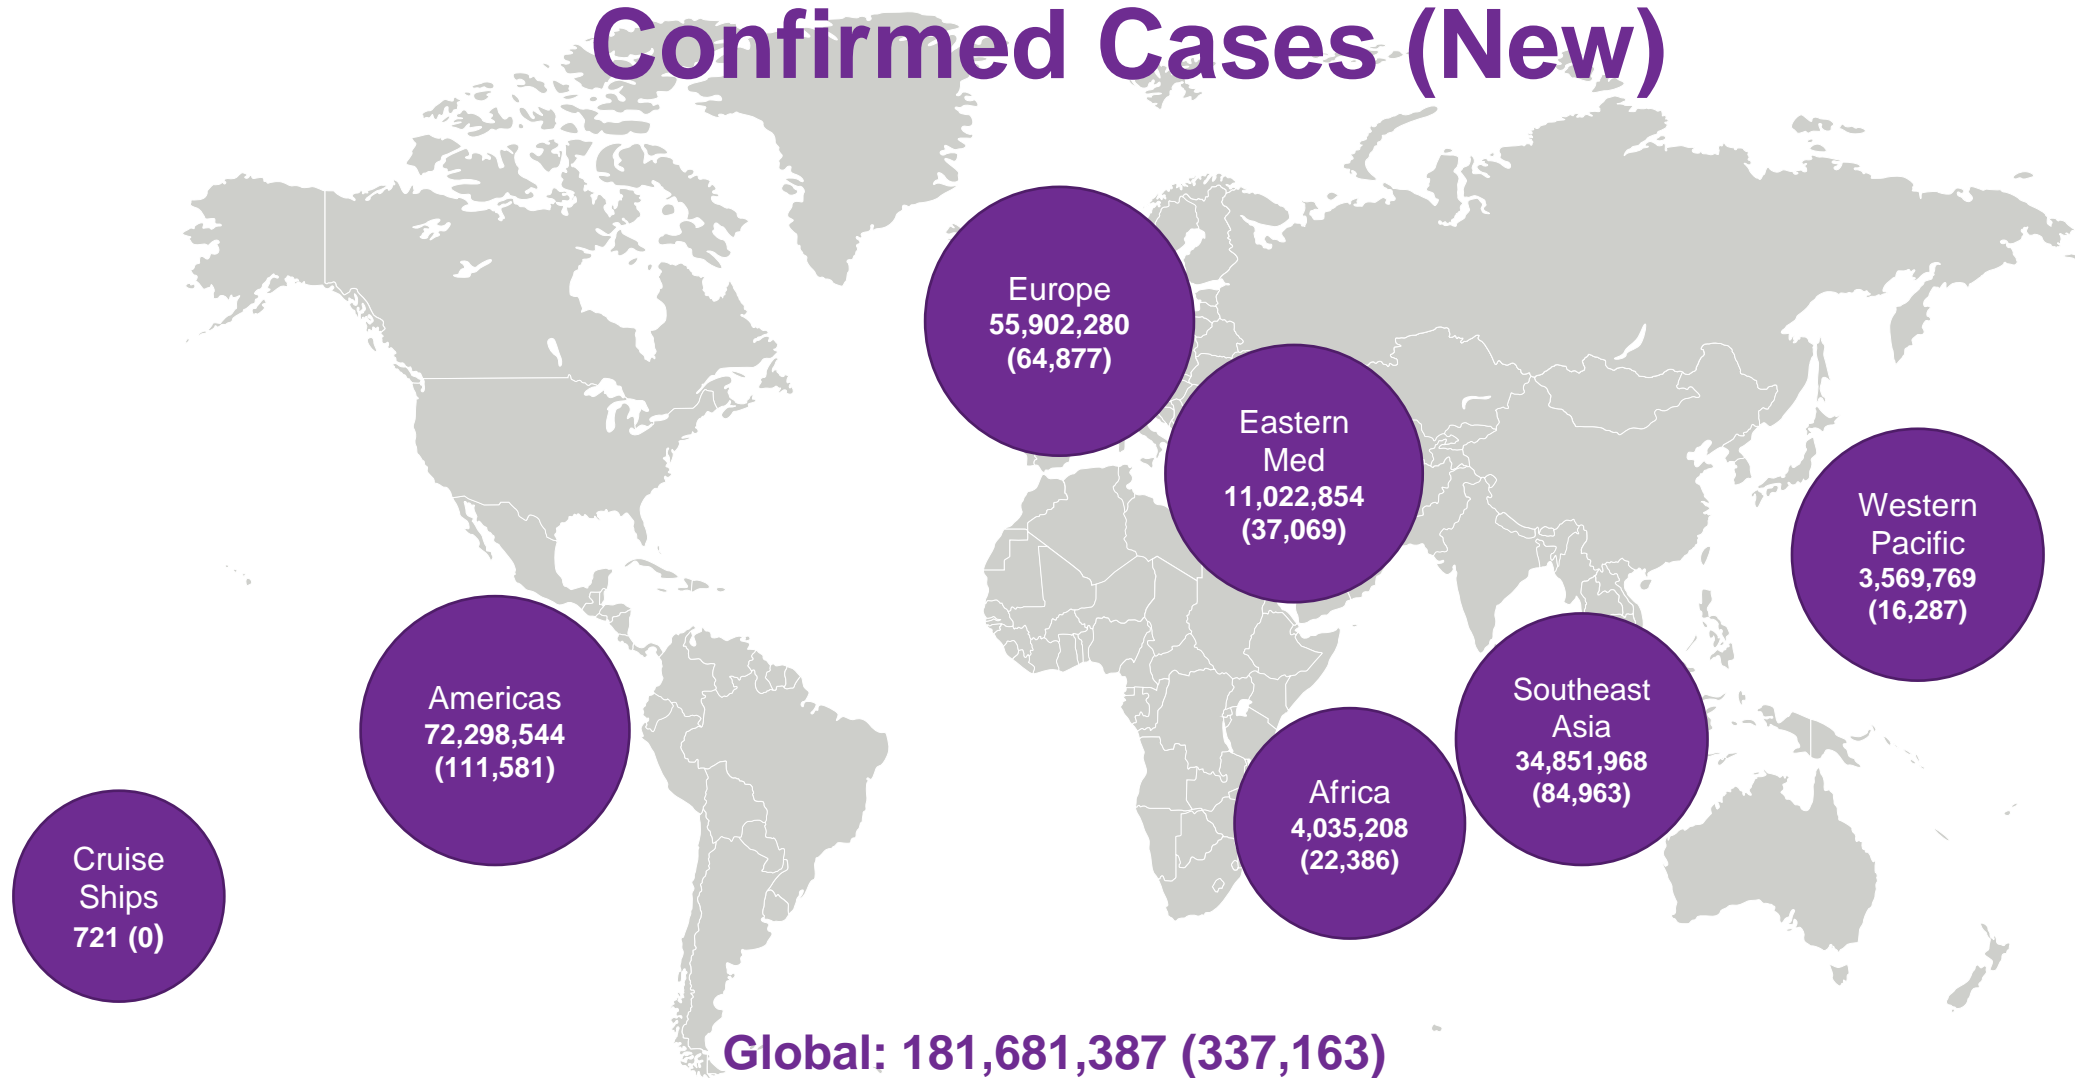 Confirmed Cases (New)
Europe
55,902,280
(64,877)
Eastern
Med
11,022,854
(37,069)
Western
Pacific
3,569,769
(16,287)
Americas
72,298,544
(111,581)
Southeast
Asia
34,851,968
(84,963)
Africa
4,035,208
(22,386)
Cruise
Ships
721 (0)
Global: 181,681,387 (337,163)